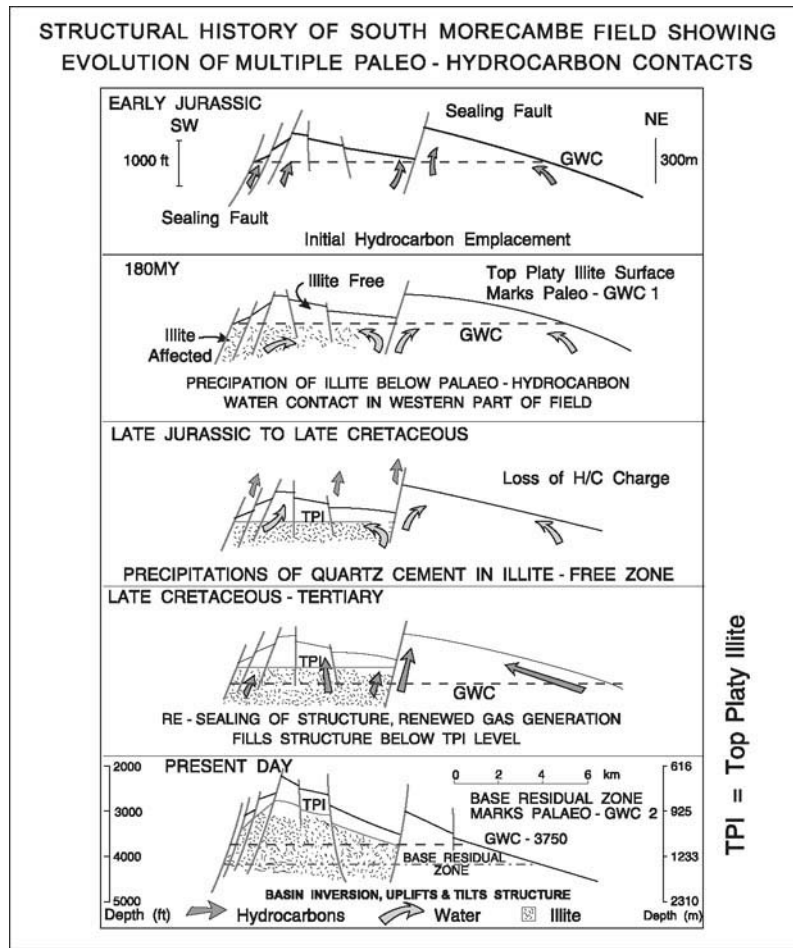 STRUCTURAL HISTORY OF SOUTH MORECAMBE FIELD SHOWING
EVOLUTION OF MULTIPLE PALEO - HYDROCARBON CONTACTS
EARLY JURASSIC
SW
Sealing Fault
NE
1000 ft
GWC
300m
Sealing Fault
Initial Hydrocarbon Emplacement
180MY
Illite Free
Top Platy Illite Surface
Marks Paleo - GWC 1
Illite
Affected
GWC
PRECIPATION OF ILLITE BELOW PALAEO - HYDROCARBON
WATER CONTACT IN WESTERN PART OF FIELD
LATE JURASSIC TO LATE CRETACEOUS
Loss of H/C Charge
TPI
PRECIPITATIONS OF QUARTZ CEMENT IN ILLITE - FREE ZONE
LATE CRETACEOUS - TERTIARY
TPI
GWC
RE - SEALING OF STRUCTURE, RENEWED GAS GENERATION
FILLS STRUCTURE BELOW TPI LEVEL
2000
PRESENT DAY
616
0 2 4 6 km
TPI
BASE RESIDUAL ZONE
MARKS PALAEO - GWC 2
3000
925
GWC - 3750
4000
BASE RESIDUAL
ZONE
1233
BASIN INVERSION, UPLIFTS & TILTS STRUCTURE
5000
2310
Depth (ft)
Hydrocarbons
Water
Illite
Depth (m)
TPI = Top Platy Illite